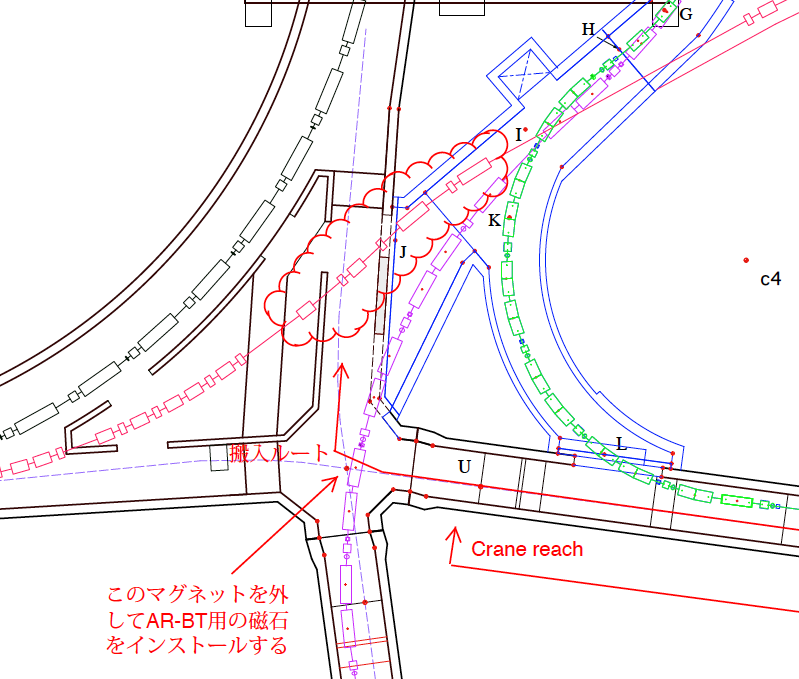 G
H
I
K
J
c4
L
搬入ルート
U
Crane reach
このマグネットを外
してAR-BT用の磁石
をインストールする